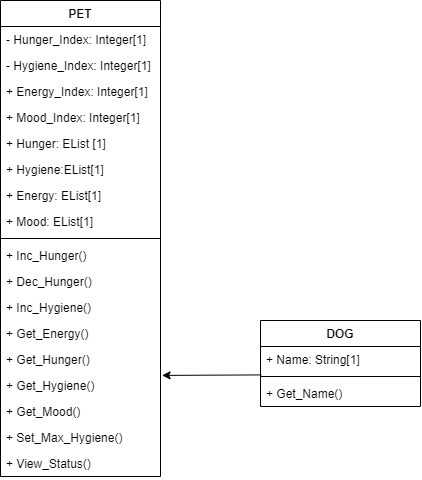 PET
- Hunger_Index: Integer[1]
- Hygiene_Index: Integer[1]
+ Energy_Index: Integer[1]
+ Mood_Index: Integer[1]
+ Hunger: EList [1]
+ Hygiene:EList[1]
+ Energy: EList[1]
+ Mood: EList[1]
+ Inc_Hunger()
+ Dec_Hunger()
+ Inc_Hygiene()
+ Get_Energy()
+ Get_Hunger()
+ Get_Hygiene()
+ Get_Mood()
+ Set_Max_Hygiene()
+ View_Status()
DOG
+ Name: String[1]
+ Get_Name()